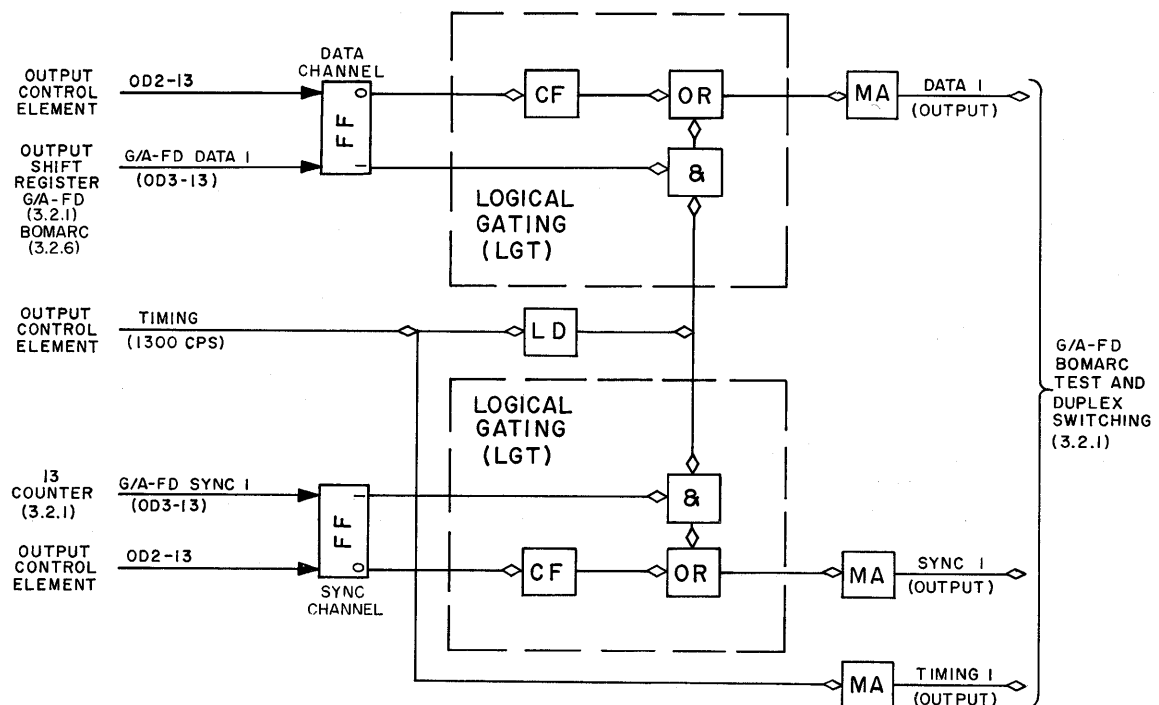 DATA
CHANNEL
OUTPUT
CONTROL
ELEMENT
OD2-13
FF
0
1
CF
OR
MA
DATA 1
(OUTPUT)
OUTPUT
SHIFT
REGISTER
G/A-FD
(3.2.1)
BOMARC
(3.2.6)
G/A-FD DATA 1
(OD3-13)
&
LOGICAL
GATING
(LGT)
OUTPUT
CONTROL
ELEMENT
TIMING
(1300 CPS)
LD
G/A-FD
BOMARC
TEST AND
DUPLEX
SWITCHING
(3.2.1)
LOGICAL
GATING
(LGT)
13
COUNTER
(3.2.1)
G/A-FD SYNC 1
(OD3-13)
FF
1
0
&
OUTPUT
CONTROL
ELEMENT
OD2-13
SYNC
CHANNEL
CF
OR
MA
SYNC 1
(OUTPUT)
MA
TIMING 1
(OUTPUT)